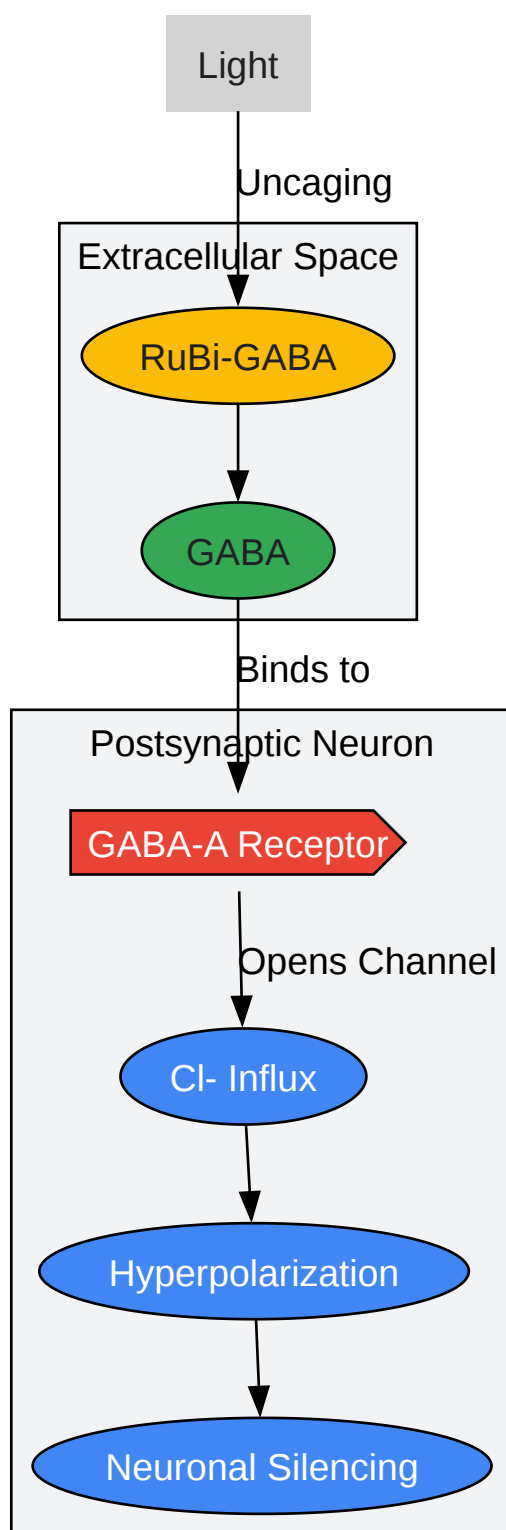 Light
Uncaging
Extracellular Space
RuBi-GABA
GABA
Binds to
Postsynaptic Neuron
GABA-A Receptor
Opens Channel
Cl- Influx
Hyperpolarization
Neuronal Silencing